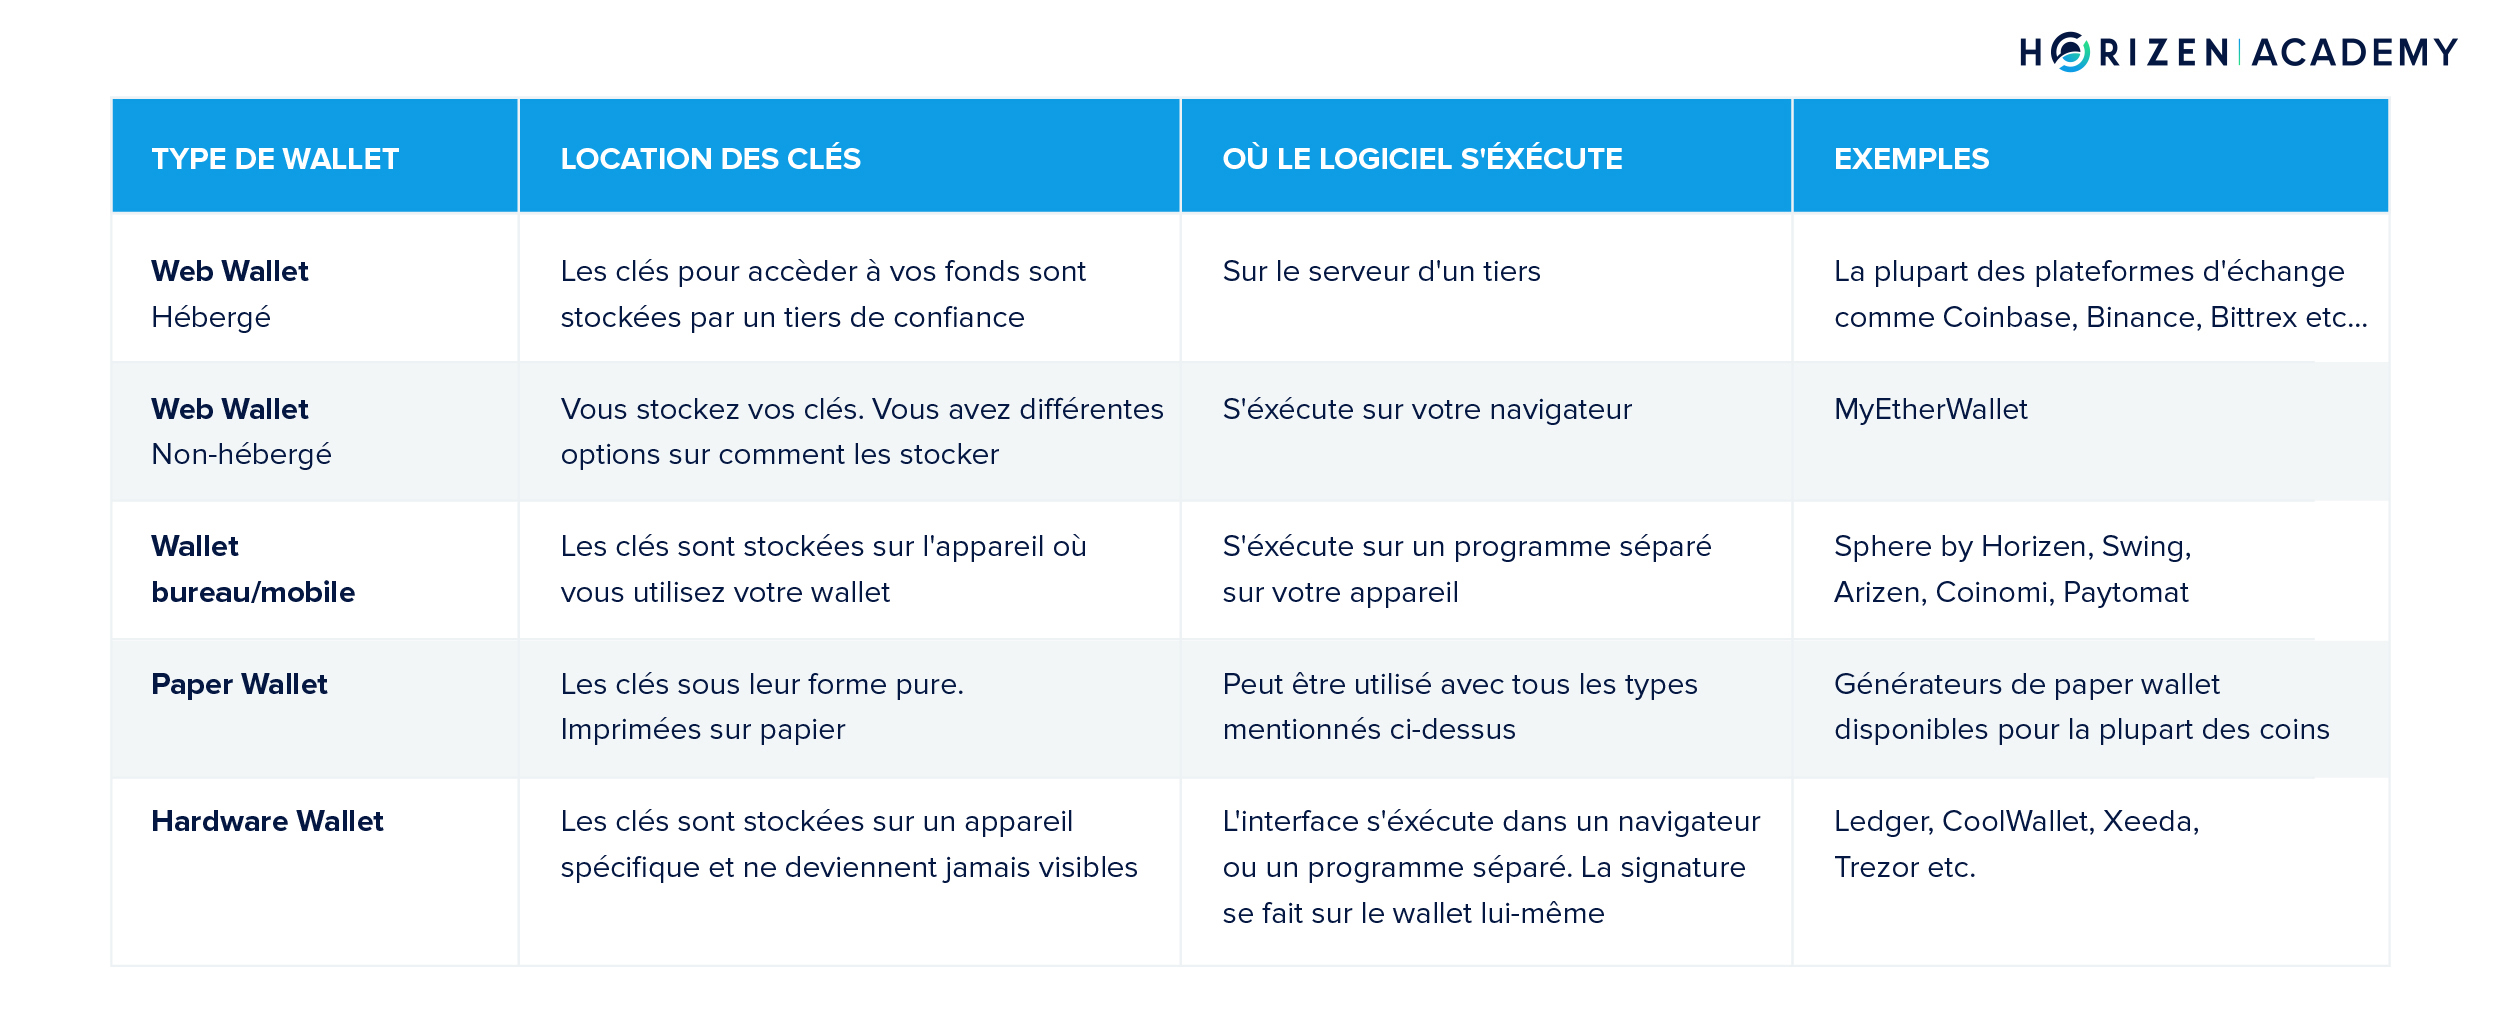 HORIZEN | ACADEMY
TYPE DE WALLET
LOCATION DES CLÉS
OÙ LE LOGICIEL S'ÉXÉCUTE
EXEMPLES
Web Wallet
Hébergé
Les clés pour accèder à vos fonds sont
stockées par un tiers de confiance
Sur le serveur d'un tiers
La plupart des plateformes d'échange
comme Coinbase, Binance, Bittrex etc...
Web Wallet
Non-hébergé
Vous stockez vos clés. Vous avez différentes
options sur comment les stocker
S'éxécute sur votre navigateur
MyEtherWallet
Wallet
bureau/mobile
Les clés sont stockées sur l'appareil où
vous utilisez votre wallet
S'éxécute sur un programme séparé
sur votre appareil
Sphere by Horizen, Swing,
Arizen, Coinomi, Paytomat
Paper Wallet
Les clés sous leur forme pure.
Imprimées sur papier
Peut être utilisé avec tous les types
mentionnés ci-dessus
Générateurs de paper wallet
disponibles pour la plupart des coins
Hardware Wallet
Les clés sont stockées sur un appareil
spécifique et ne deviennent jamais visibles
L'interface s'éxécute dans un navigateur
ou un programme séparé. La signature
se fait sur le wallet lui-même
Ledger, CoolWallet, Xeeda,
Trezor etc.